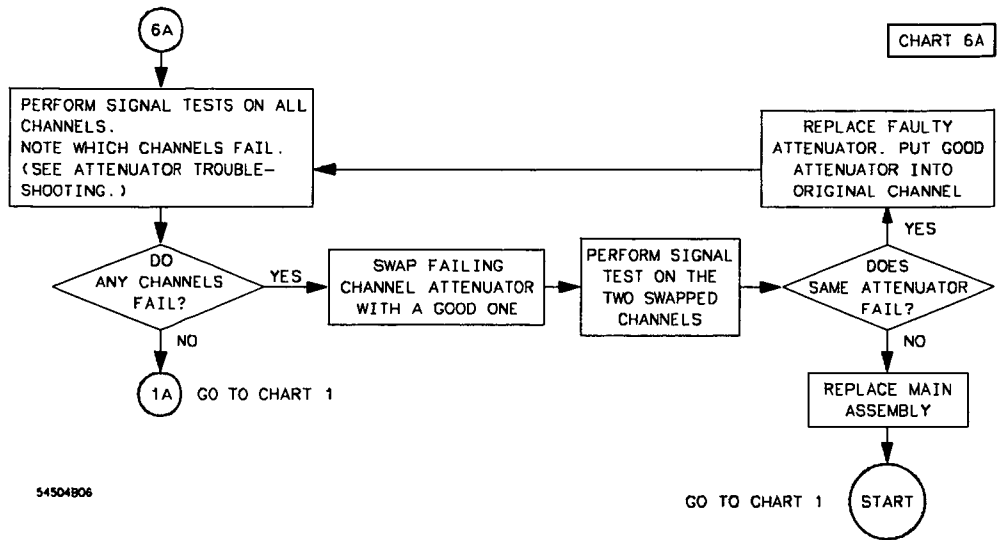 6A
CHART 6A
PERFORM SIGNAL TESTS ON ALL
CHANNELS.
NOTE WHICH CHANNELS FAIL.
(SEE ATTENUATOR TROUBLE-
SHOOTING.)
REPLACE FAULTY
ATTENUATOR. PUT GOOD
ATTENUATOR INTO
ORIGINAL CHANNEL
YES
DO
ANY CHANNELS
FAIL?
YES
SWAP FAILING
CHANNEL ATTENUATOR
WITH A GOOD ONE
PERFORM SIGNAL
TEST ON THE
TWO SWAPPED
CHANNELS
DOES
SAME ATTENUATOR
FAIL?
NO
NO
1A
GO TO CHART 1
REPLACE MAIN
ASSEMBLY
54504B06
GO TO CHART 1
START